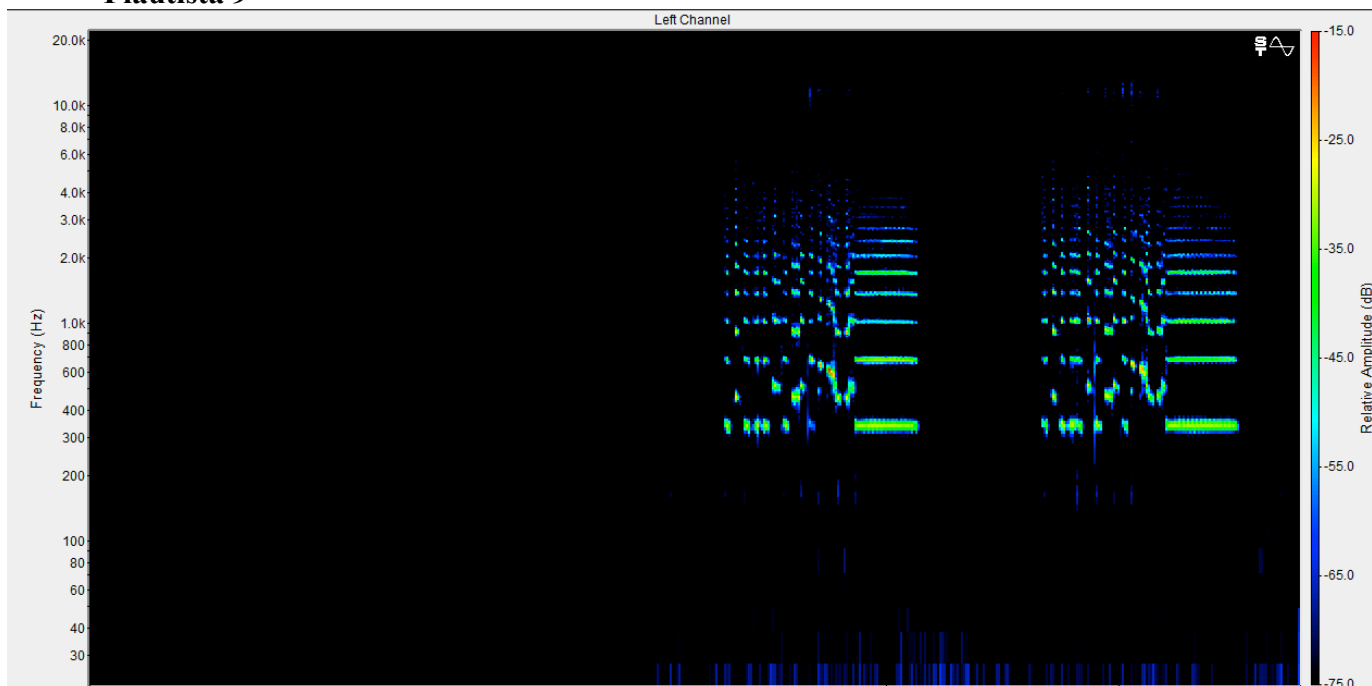 Flautista 9
Left Channel
20.0k
10.0k
8.0k
6.0k
4.0k
3.0k
2.0k
1.0k
800
600
400
300
200
100
80
60
40
30
Frequency (Hz)
S
T
-15.0
-25.0
-35.0
-45.0
-55.0
-65.0
-75.0
Relative Amplitude (dB)